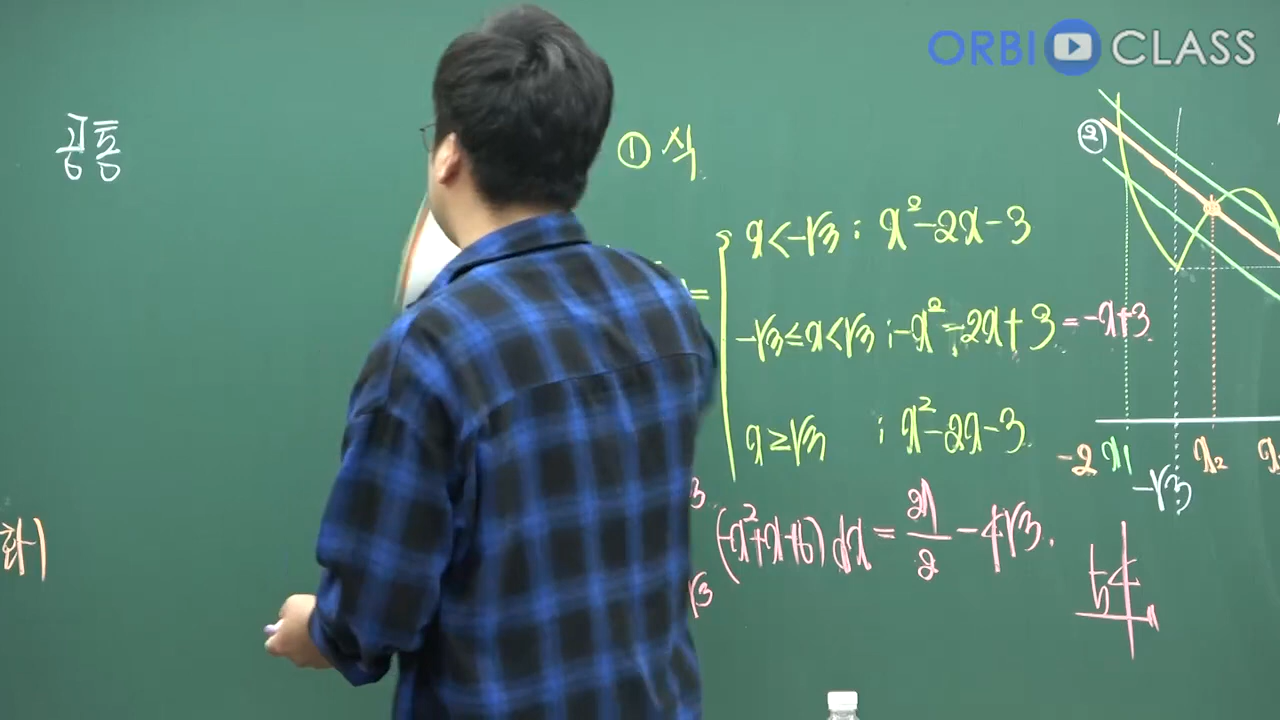 ORBI CLASS
공통
① 식
②
x<-√3 : x²-2x-3
=
-√3≤x<√3 ; -x²-2x+3 = -x+3
x≥√3 ; x²-2x-3
-2 x₁ x₂
-√3
(-x²+x+6)dx = 27/2 - 4√3.